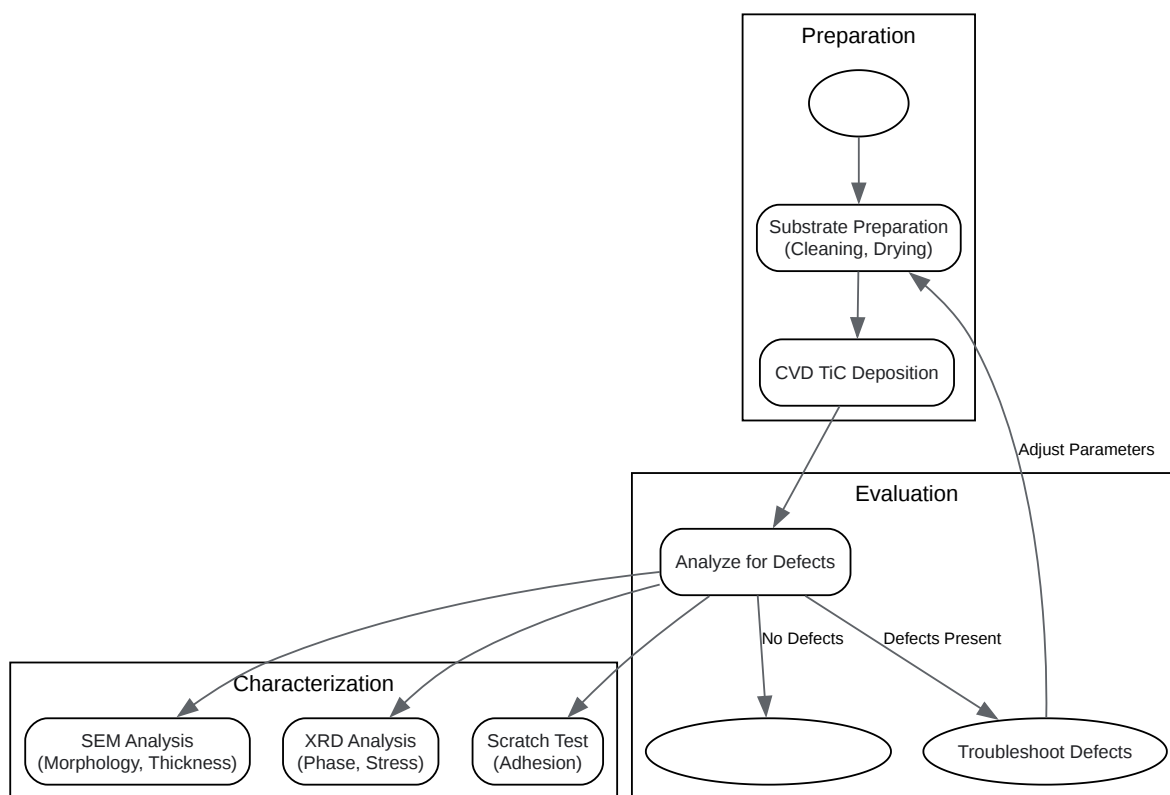 Preparation
Substrate Preparation
(Cleaning, Drying)
CVD TiC Deposition
Adjust Parameters
Evaluation
Analyze for Defects
No Defects
Defects Present
Characterization
SEM Analysis
(Morphology, Thickness)
XRD Analysis
(Phase, Stress)
Scratch Test
(Adhesion)
Troubleshoot Defects